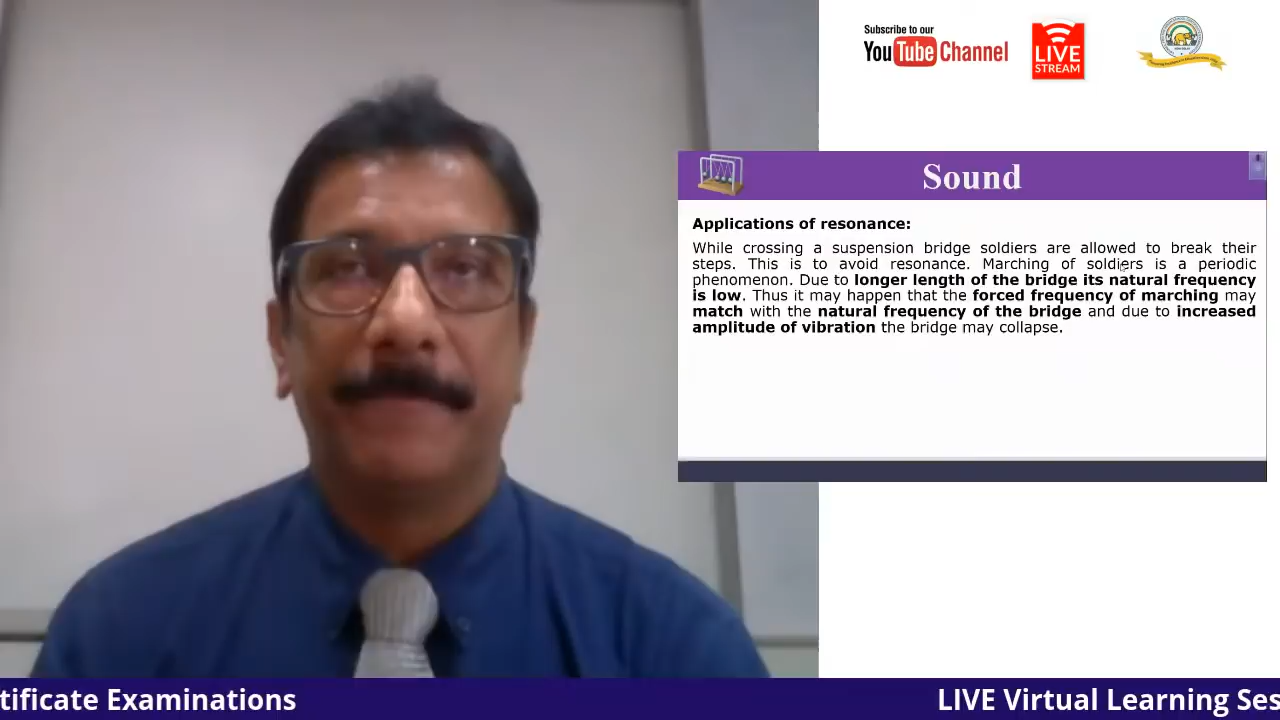 Subscribe to our
YouTube Channel
LIVE
STREAM
Sound
Applications of resonance:
While crossing a suspension bridge soldiers are allowed to break their
steps. This is to avoid resonance. Marching of soldiers is a periodic
phenomenon. Due to longer length of the bridge its natural frequency
is low. Thus it may happen that the forced frequency of marching may
match with the natural frequency of the bridge and due to increased
amplitude of vibration the bridge may collapse.
tificate Examinations
LIVE Virtual Learning Ses